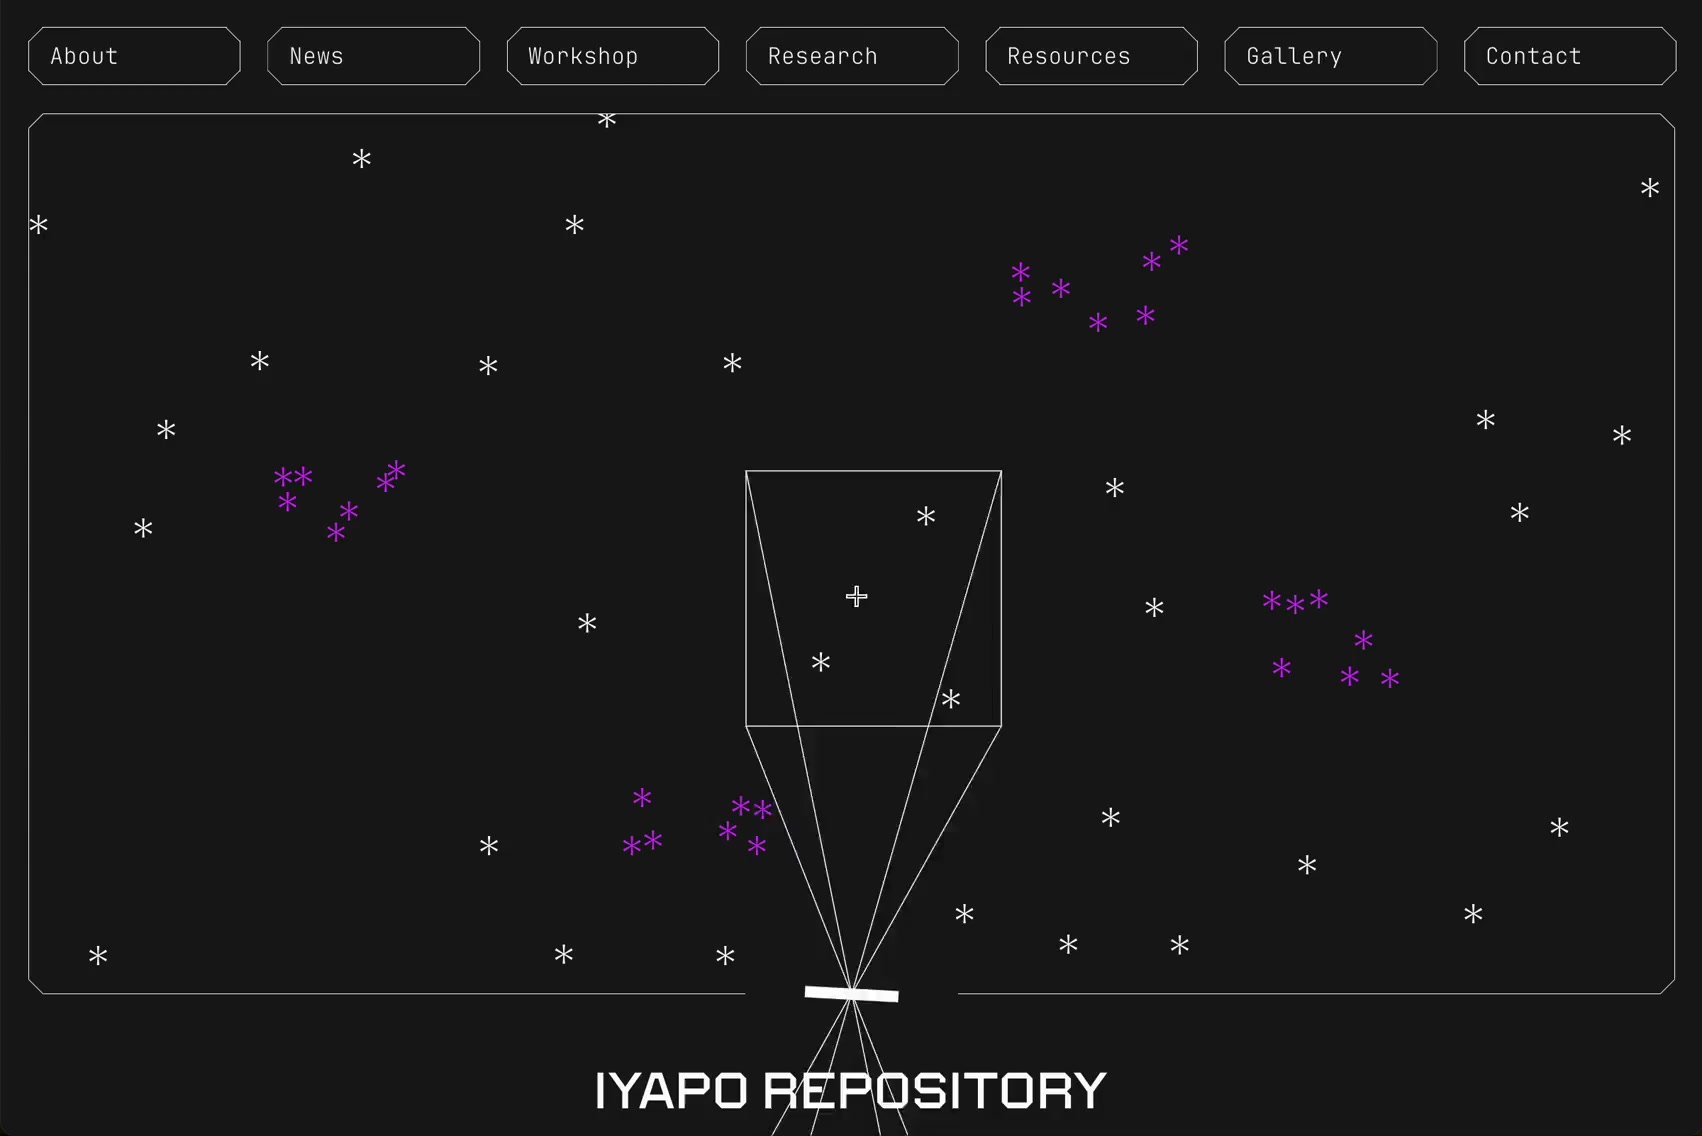 About
News
Workshop
Research
Resources
Gallery
Contact
IYAPO REPOSITORY